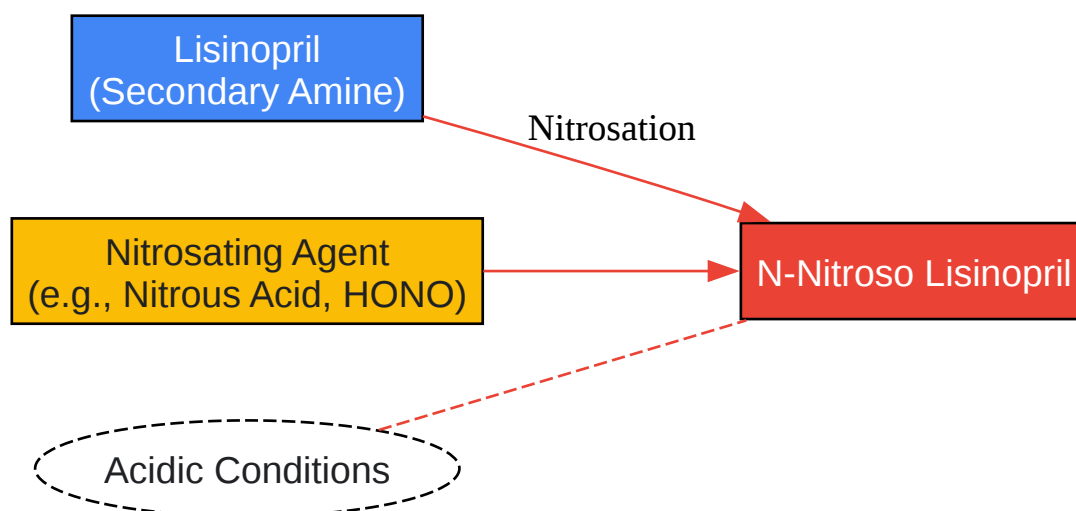 Lisinopril
(Secondary Amine)
Nitrosation
Nitrosating Agent
(e.g., Nitrous Acid, HONO)
N-Nitroso Lisinopril
Acidic Conditions